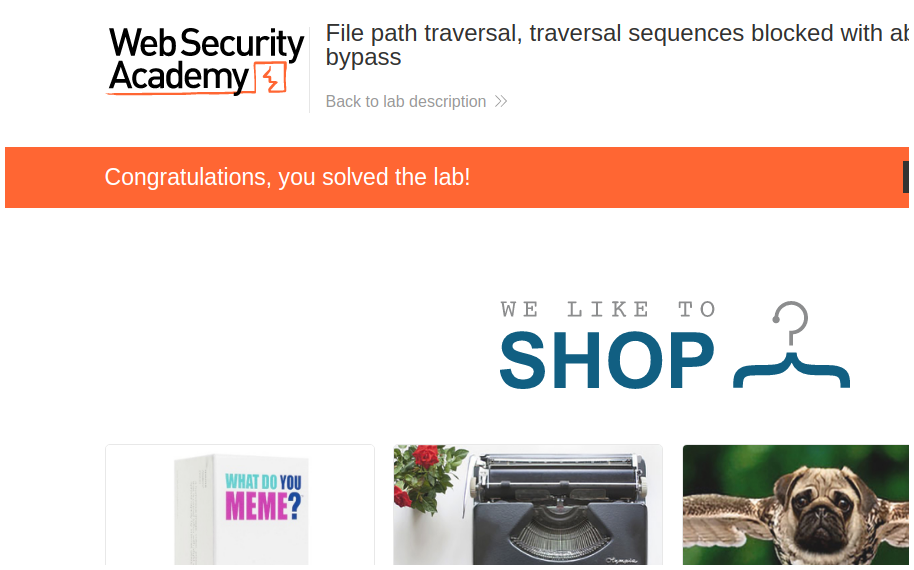 Web Security
Academy
File path traversal, traversal sequences blocked with ab
bypass
Back to lab description
Congratulations, you solved the lab!
WE LIKE TO
SHOP
WHAT DO YOU
MEME?
Olympia